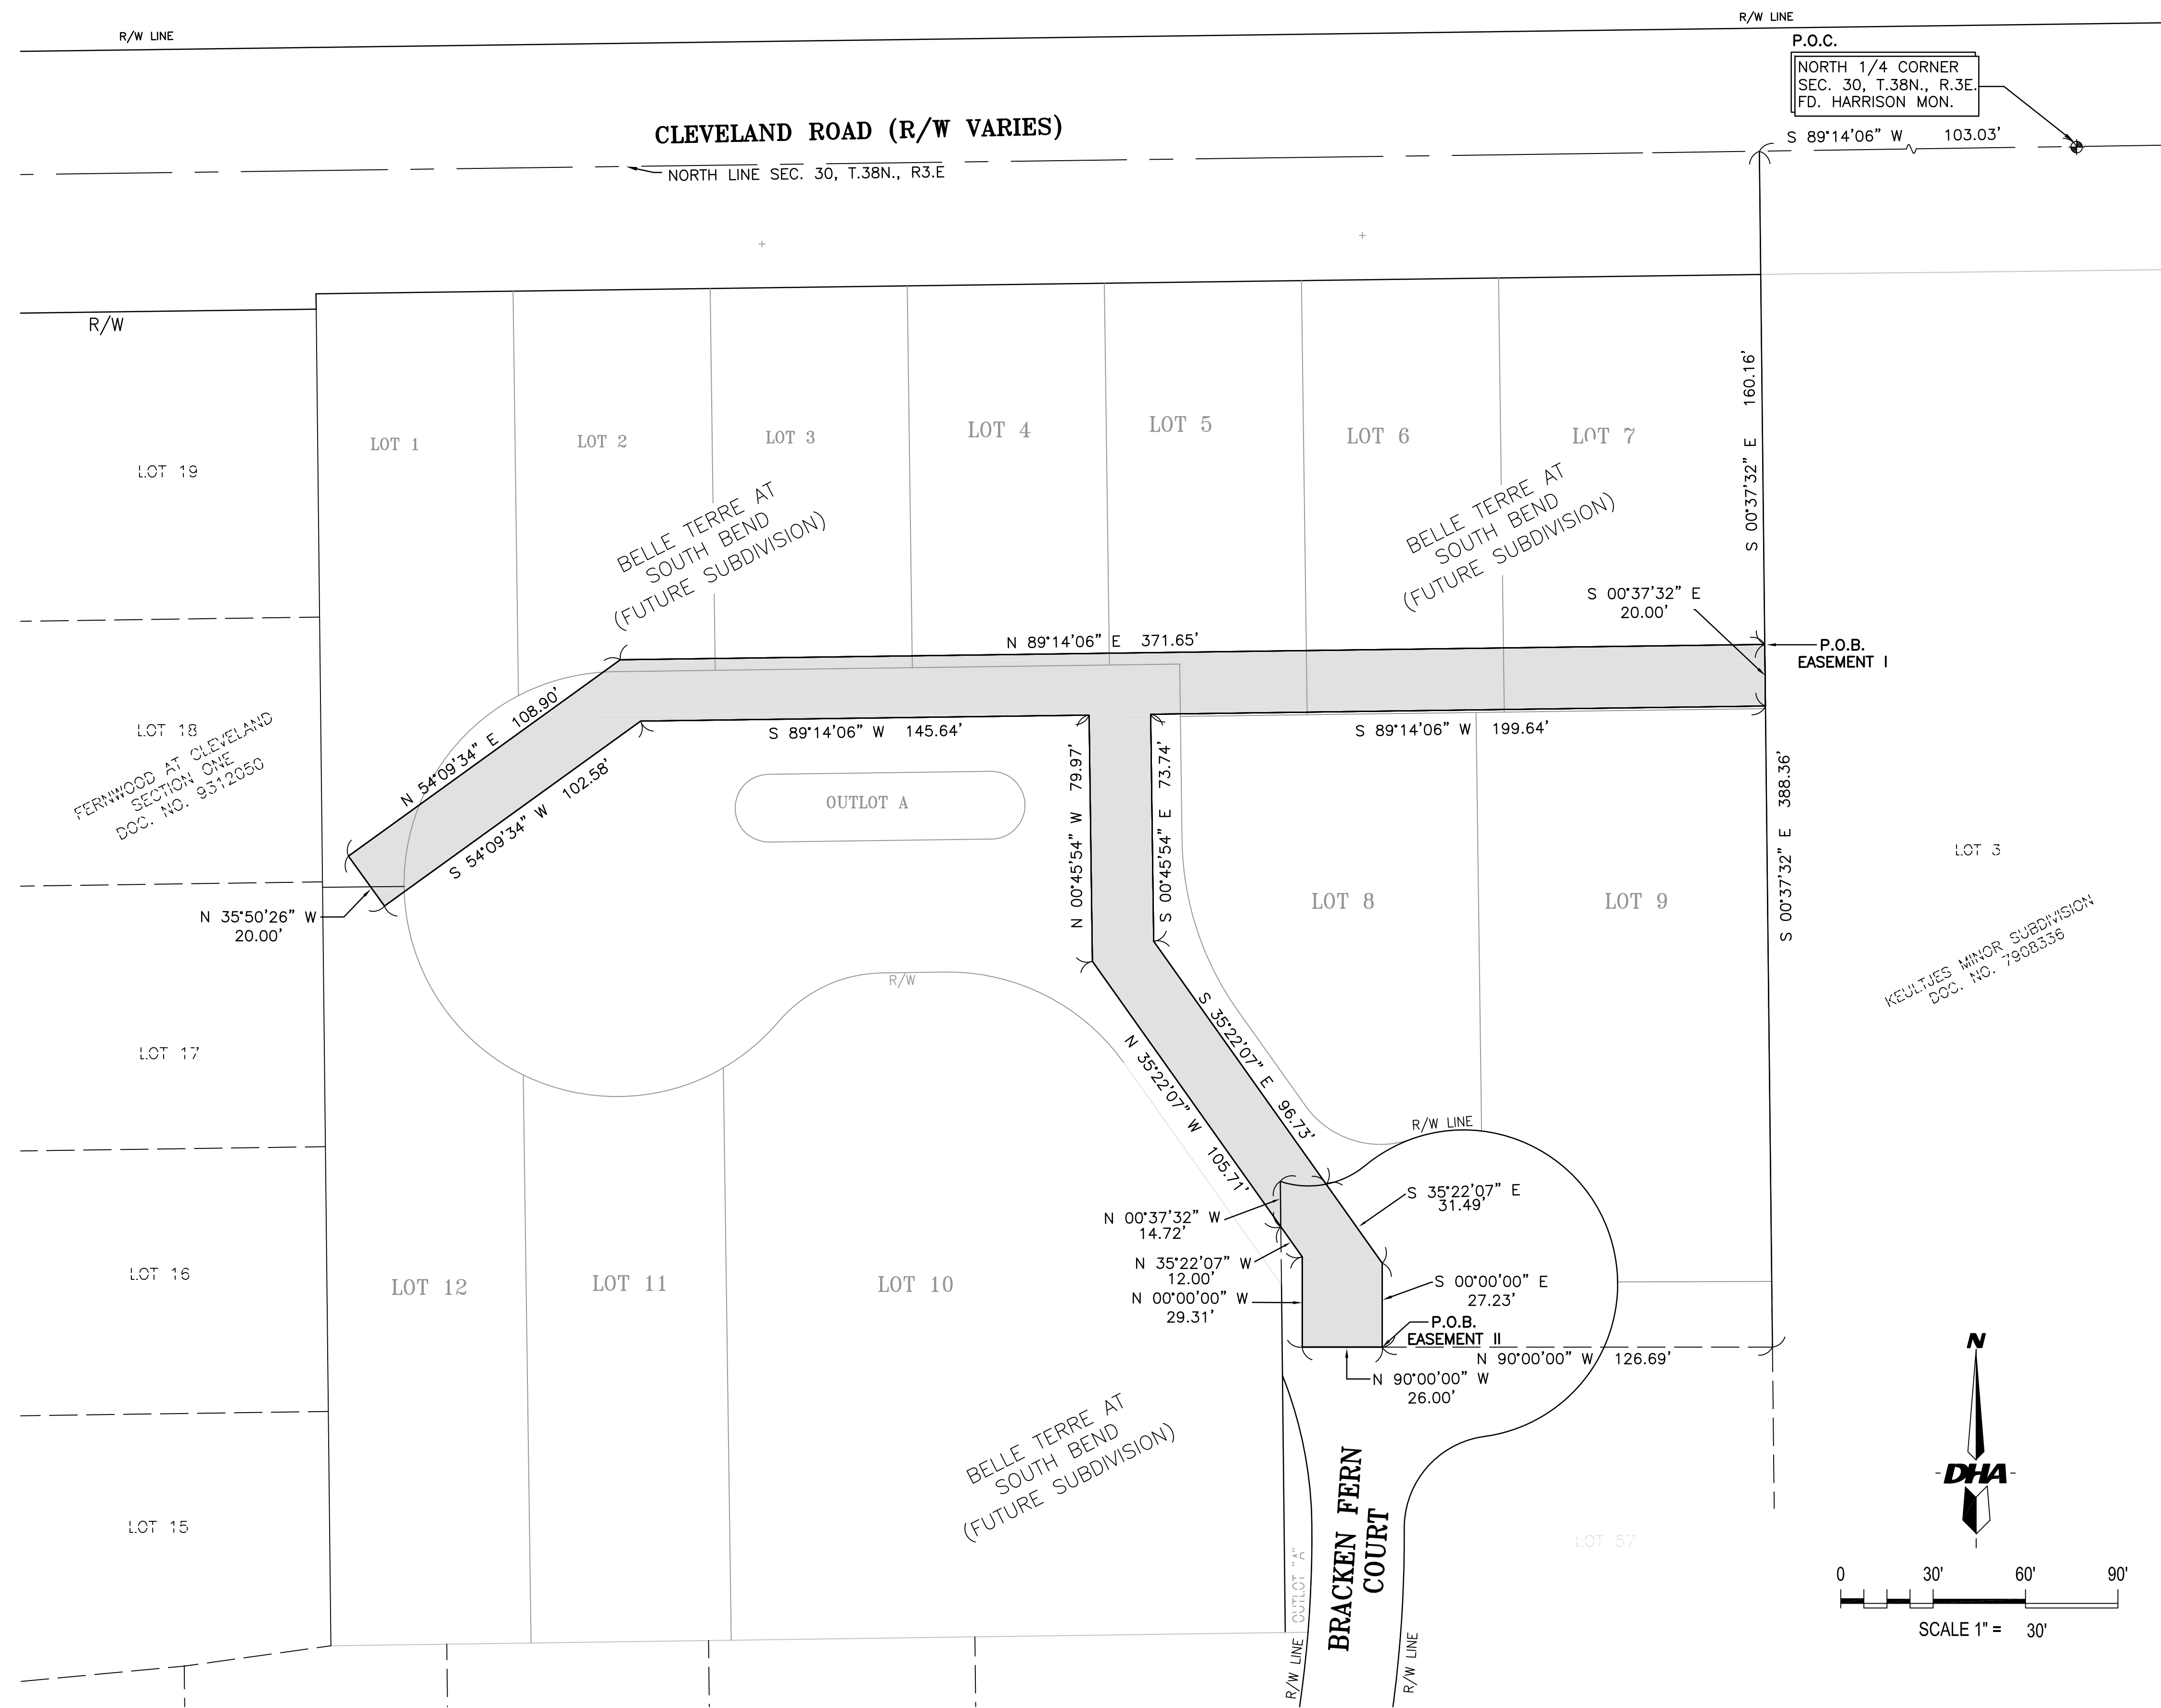 R/W LINE
R/W LINE
P.O.C.
NORTH 1/4 CORNER
SEC. 30, T.38N., R.3E.
FD. HARRISON MON.
S 89°14'06" W 103.03'
CLEVELAND ROAD (R/W VARIES)
NORTH LINE SEC. 30, T.38N., R3.E
R/W
LOT 19
LOT 1
LOT 2
LOT 3
LOT 4
LOT 5
LOT 6
LOT 7
S 00°37'32" E 160.16'
BELLE TERRE AT
SOUTH BEND
(FUTURE SUBDIVISION)
BELLE TERRE AT
SOUTH BEND
(FUTURE SUBDIVISION)
S 00°37'32" E
20.00'
N 89°14'06" E 371.65'
P.O.B.
EASEMENT I
LOT 18
FERNWOOD AT CLEVELAND
SECTION ONE
DOC. NO. 9312050
N 54°09'34" E 108.90'
S 54°09'34" W 102.58'
S 89°14'06" W 145.64'
S 89°14'06" W 199.64'
OUTLOT A
N 00°45'54" W 79.97'
S 00°45'54" E 73.74'
S 00°37'32" E 388.36'
LOT 8
LOT 9
LOT 3
KEULTJES MINOR SUBDIVISION
DOC. NO. 7908336
N 35°50'26" W
20.00'
R/W
LOT 17
S 35°22'07" E 96.73'
N 35°22'07" W 105.71'
R/W LINE
S 35°22'07" E
31.49'
N 00°37'32" W
14.72'
N 35°22'07" W
12.00'
N 00°00'00" W
29.31'
S 00°00'00" E
27.23'
P.O.B.
EASEMENT II
N 90°00'00" W 126.69'
N 90°00'00" W
26.00'
LOT 16
LOT 12
LOT 11
LOT 10
BELLE TERRE AT
SOUTH BEND
(FUTURE SUBDIVISION)
LOT 15
OUTLOT "A"
BRACKEN FERN
COURT
R/W LINE
R/W LINE
LOT 57
N
DHA
0 30' 60' 90'
SCALE 1" = 30'